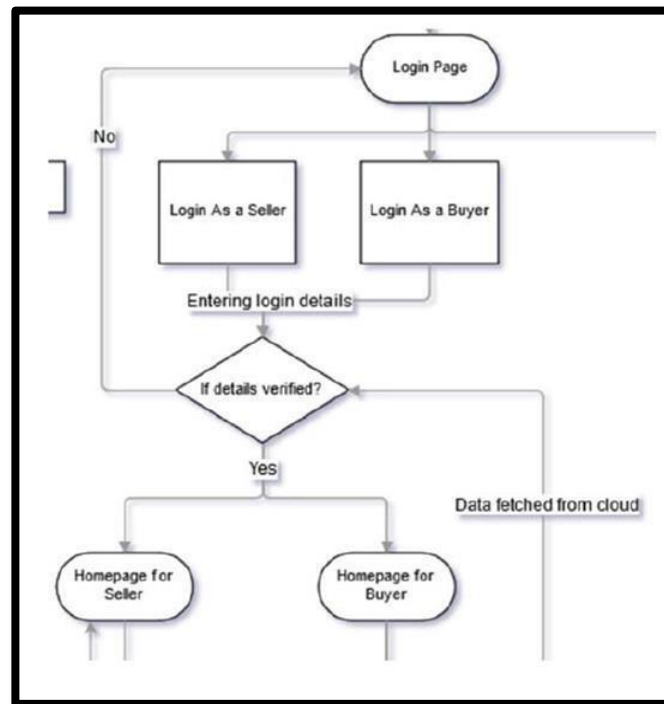 Login Page
No
Login As a Seller
Login As a Buyer
Entering login details
If details verified?
Yes
Data fetched from cloud
Homepage for
Seller
Homepage for
Buyer